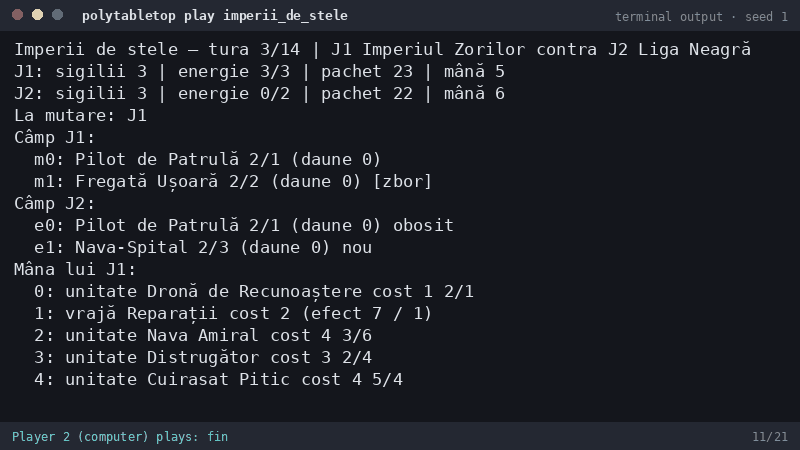 polytabletop play imperii_de_stele
terminal output · seed 1
Imperii de stele — tura 3/14 | J1 Imperiul Zorilor contra J2 Liga Neagră
J1: sigilii 3 | energie 3/3 | pachet 23 | mână 5
J2: sigilii 3 | energie 0/2 | pachet 22 | mână 6
La mutare: J1
Câmp J1:
m0: Pilot de Patrulă 2/1 (daune 0)
m1: Fregată Ușoară 2/2 (daune 0) [zbor]
Câmp J2:
e0: Pilot de Patrulă 2/1 (daune 0) obosit
e1: Nava-Spital 2/3 (daune 0) nou
Mâna lui J1:
0: unitate Dronă de Recunoaștere cost 1 2/1
1: vrajă Reparații cost 2 (efect 7 / 1)
2: unitate Nava Amiral cost 4 3/6
3: unitate Distrugător cost 3 2/4
4: unitate Cuirasat Pitic cost 4 5/4
Player 2 (computer) plays: fin
11/21